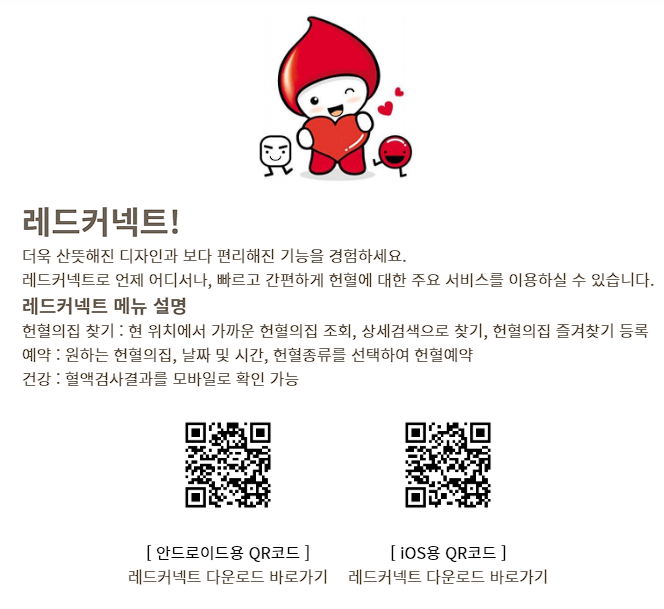 레드커넥트!
더욱 산뜻해진 디자인과 보다 편리해진 기능을 경험하세요.
레드커넥트로 언제 어디서나, 빠르고 간편하게 헌혈에 대한 주요 서비스를 이용하실 수 있습니다.
레드커넥트 메뉴 설명
헌혈의집 찾기 : 현 위치에서 가까운 헌혈의집 조회, 상세검색으로 찾기, 헌혈의집 즐겨찾기 등록
예약 : 원하는 헌혈의집, 날짜 및 시간, 헌혈종류를 선택하여 헌혈예약
건강 : 혈액검사결과를 모바일로 확인 가능
[ 안드로이드용 QR코드 ] [ iOS용 QR코드 ]
레드커넥트 다운로드 바로가기 레드커넥트 다운로드 바로가기